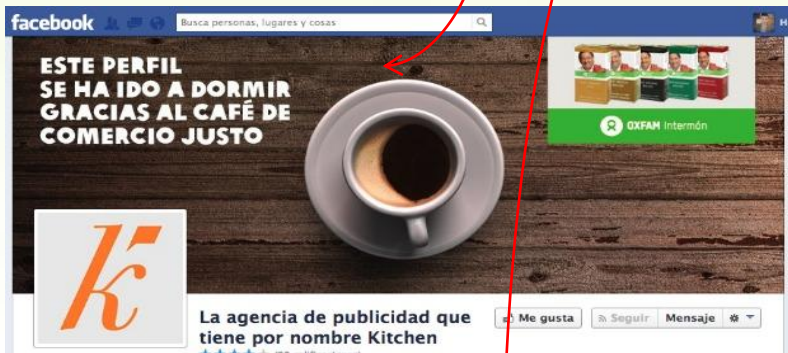 facebook
Busca personas, lugares y cosas
H
ESTE PERFIL
SE HA IDO A DORMIR
GRACIAS AL CAFÉ DE
COMERCIO JUSTO
OXFAM Intermón
k
La agencia de publicidad que
tiene por nombre Kitchen
Me gusta
Seguir
Mensaje